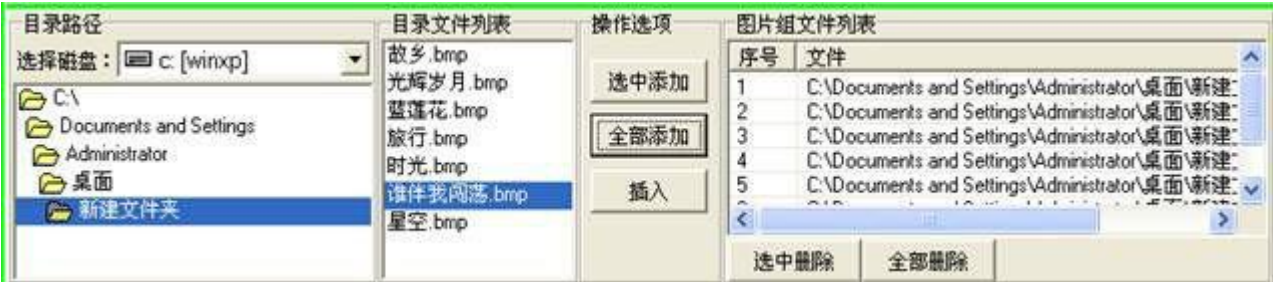 目录路径
选择磁盘：
c: [winxp]
C:\
Documents and Settings
Administrator
桌面
新建文件夹
目录文件列表
故乡.bmp
光辉岁月.bmp
蓝莲花.bmp
旅行.bmp
时光.bmp
谁伴我闯荡.bmp
星空.bmp
操作选项
选中添加
全部添加
插入
图片组文件列表
序号 文件
1 C:\Documents and Settings\Administrator\桌面\新建
2 C:\Documents and Settings\Administrator\桌面\新建
3 C:\Documents and Settings\Administrator\桌面\新建
4 C:\Documents and Settings\Administrator\桌面\新建
5 C:\Documents and Settings\Administrator\桌面\新建
选中删除 全部删除